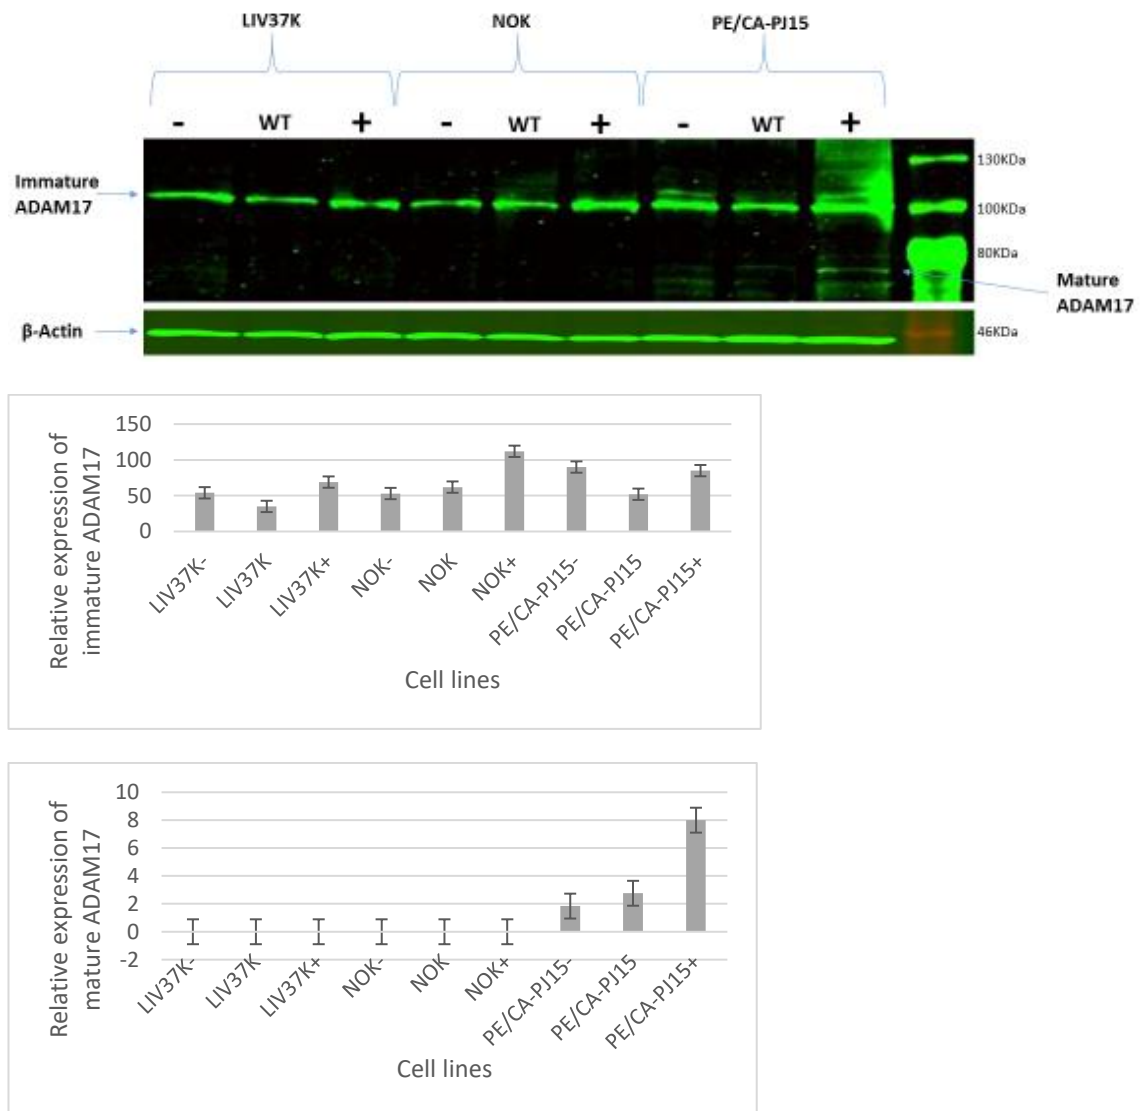 LIV37K NOK PE/CA-PJ15
- WT + - WT + - WT +
Immature
ADAM17
130KDa
100KDa
80KDa
Mature
ADAM17
β-Actin
46KDa
Relative expression of
immature ADAM17
150
100
50
0
LIV37K-
LIV37K
LIV37K+
NOK-
NOK
NOK+
PE/CA-PJ15-
PE/CA-PJ15
PE/CA-PJ15+
Cell lines
Relative expression of
mature ADAM17
10
8
6
4
2
0
-2
LIV37K-
LIV37K
LIV37K+
NOK-
NOK
NOK+
PE/CA-PJ15-
PE/CA-PJ15
PE/CA-PJ15+
Cell lines